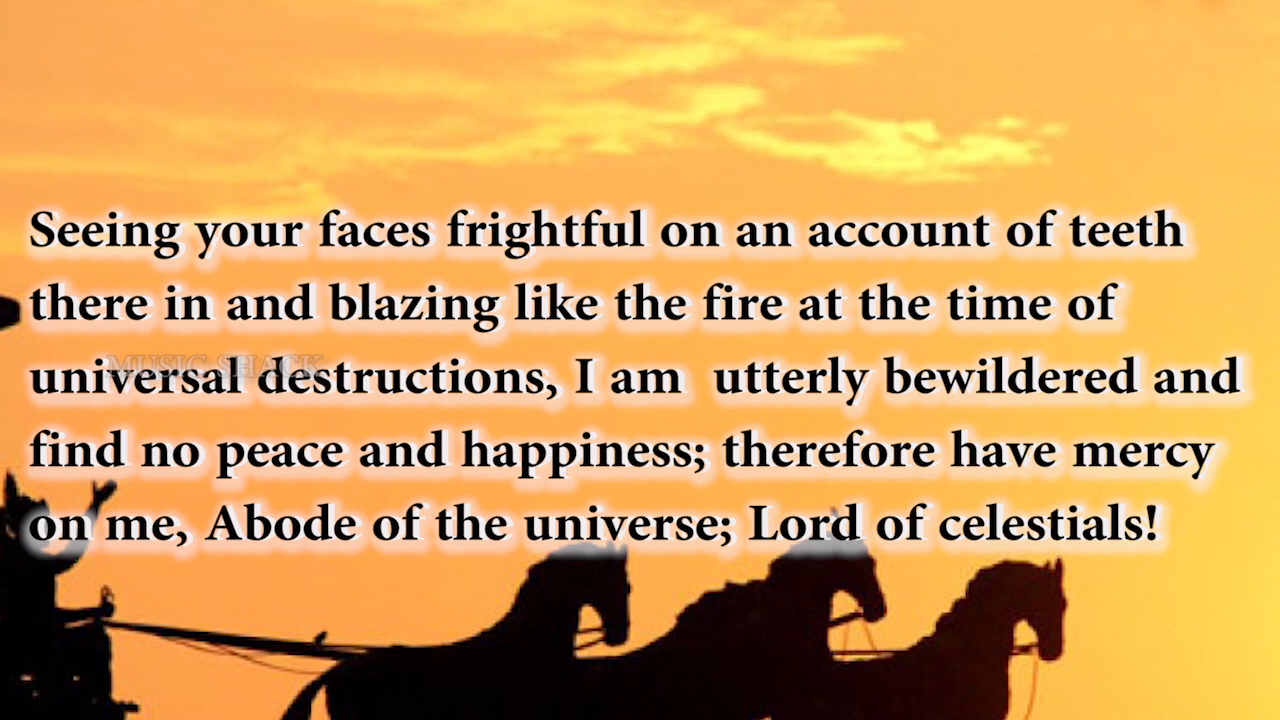 Seeing your faces frightful on an account of teeth
there in and blazing like the fire at the time of
MUSIC SHACK
universal destructions, I am  utterly bewildered and
find no peace and happiness; therefore have mercy
on me, Abode of the universe; Lord of celestials!